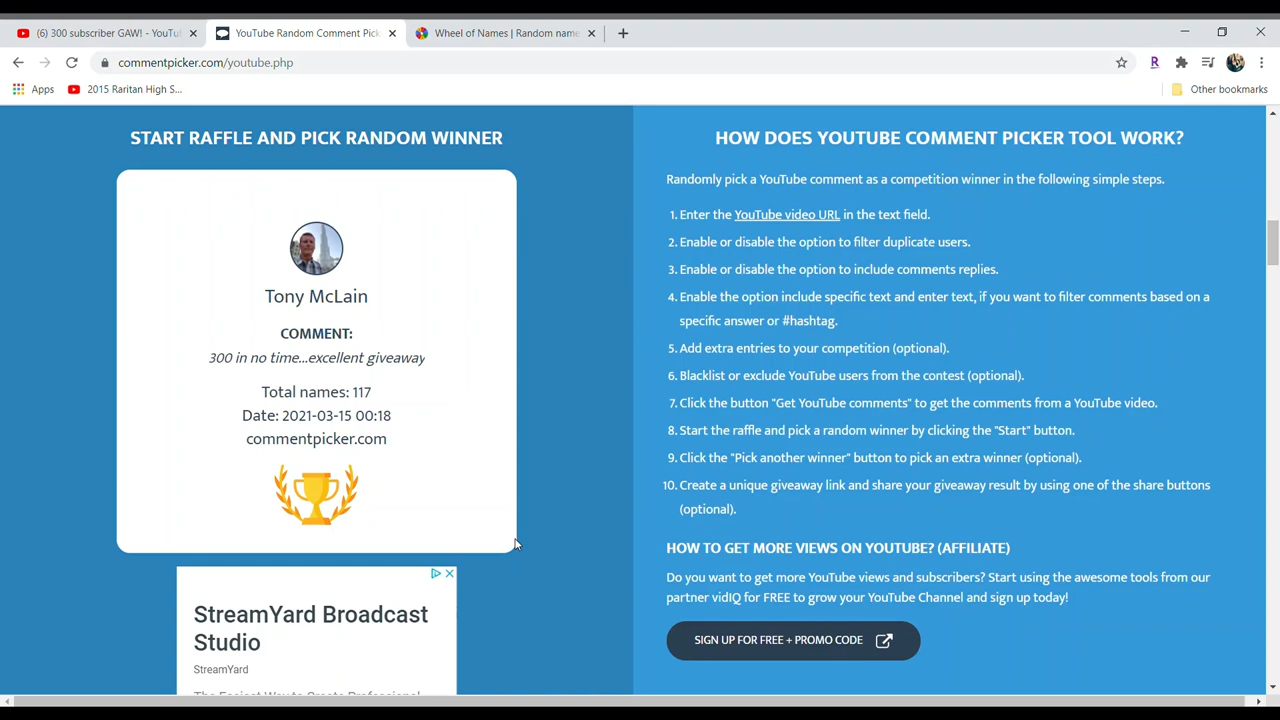 (6) 300 subscriber GAW! - YouTu
YouTube Random Comment Pick
Wheel of Names | Random name
commentpicker.com/youtube.php
Apps
2015 Raritan High S...
Other bookmarks
START RAFFLE AND PICK RANDOM WINNER
Tony McLain
COMMENT:
300 in no time...excellent giveaway
Total names: 117
Date: 2021-03-15 00:18
commentpicker.com
StreamYard Broadcast
Studio
StreamYard
The Easiest Way to Create Professional
HOW DOES YOUTUBE COMMENT PICKER TOOL WORK?
Randomly pick a YouTube comment as a competition winner in the following simple steps.
1. Enter the YouTube video URL in the text field.
2. Enable or disable the option to filter duplicate users.
3. Enable or disable the option to include comments replies.
4. Enable the option include specific text and enter text, if you want to filter comments based on a
specific answer or #hashtag.
5. Add extra entries to your competition (optional).
6. Blacklist or exclude YouTube users from the contest (optional).
7. Click the button "Get YouTube comments" to get the comments from a YouTube video.
8. Start the raffle and pick a random winner by clicking the "Start" button.
9. Click the "Pick another winner" button to pick an extra winner (optional).
10. Create a unique giveaway link and share your giveaway result by using one of the share buttons
(optional).
HOW TO GET MORE VIEWS ON YOUTUBE? (AFFILIATE)
Do you want to get more YouTube views and subscribers? Start using the awesome tools from our
partner vidIQ for FREE to grow your YouTube Channel and sign up today!
SIGN UP FOR FREE + PROMO CODE